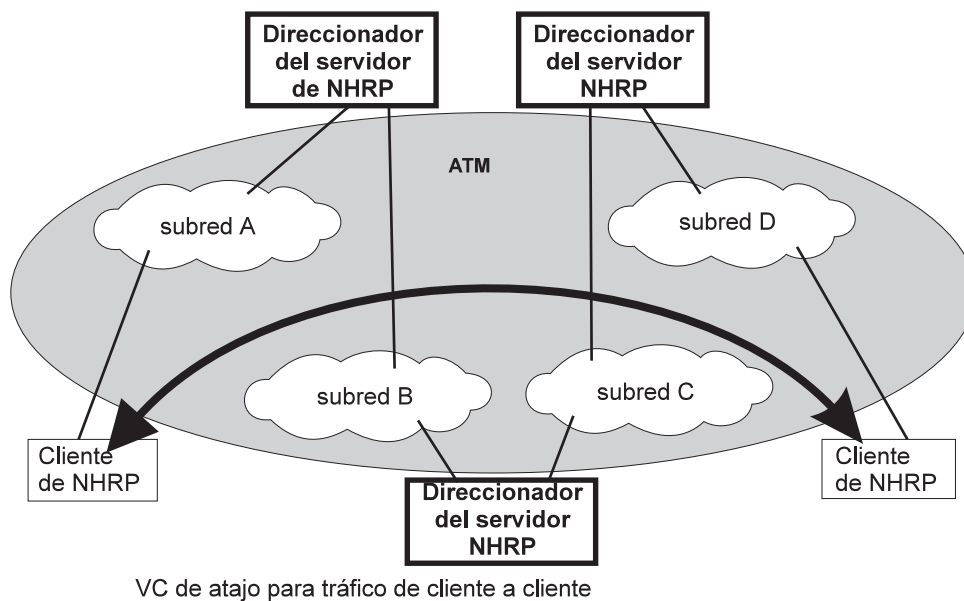 Direccionador
del servidor
de NHRP
Direccionador
del servidor
NHRP
ATM
subred A
subred D
subred B
subred C
Cliente
de NHRP
Cliente
de NHRP
Direccionador
del servidor
NHRP
VC de atajo para tráfico de cliente a cliente